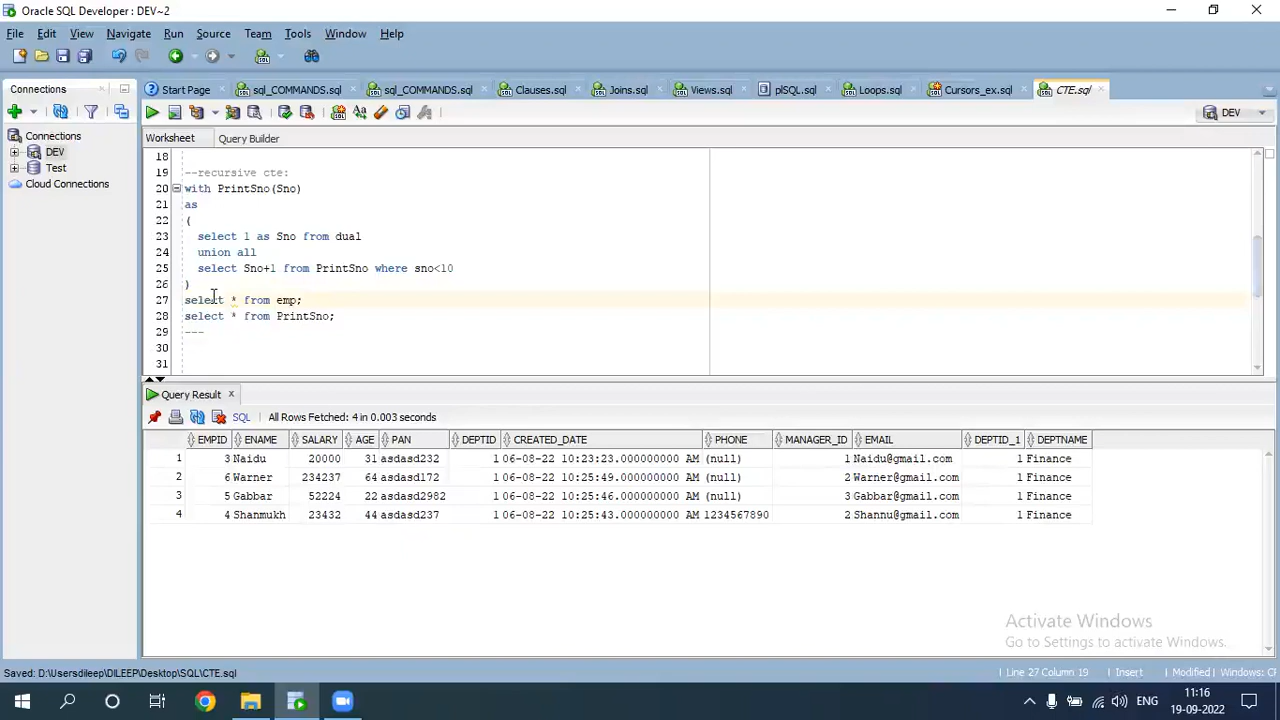 Oracle SQL Developer : DEV~2
File Edit View Navigate Run Source Team Tools Window Help
Connections
Start Page sql_COMMANDS.sql sql_COMMANDS.sql Clauses.sql Joins.sql Views.sql plSQL.sql Loops.sql Cursors_ex.sql CTE.sql
DEV
Connections
DEV
Test
Cloud Connections
Worksheet Query Builder
18
19 --recursive cte:
20 with PrintSno(Sno)
21 as
22 (
23 select 1 as Sno from dual
24 union all
25 select Sno+1 from PrintSno where sno<10
26 )
27 select * from emp;
28 select * from PrintSno;
29 ---
30
31
Query Result
SQL | All Rows Fetched: 4 in 0.003 seconds
EMPID ENAME SALARY AGE PAN DEPTID CREATED_DATE PHONE MANAGER_ID EMAIL DEPTID_1 DEPTNAME
1 3 Naidu 20000 31 asdasd232 1 06-08-22 10:23:23.000000000 AM (null) 1 Naidu@gmail.com 1 Finance
2 6 Warner 234237 64 asdasd172 1 06-08-22 10:25:49.000000000 AM (null) 2 Warner@gmail.com 1 Finance
3 5 Gabbar 52224 22 asdasd2982 1 06-08-22 10:25:46.000000000 AM (null) 3 Gabbar@gmail.com 1 Finance
4 4 Shanmukh 23432 44 asdasd237 1 06-08-22 10:25:43.000000000 AM 1234567890 2 Shannu@gmail.com 1 Finance
Activate Windows
Go to Settings to activate Windows.
Saved: D:\Usersdileep\DILEEP\Desktop\SQL\CTE.sql
Line 27 Column 19 | Insert | Modified | Windows: CF
ENG
11:16
19-09-2022